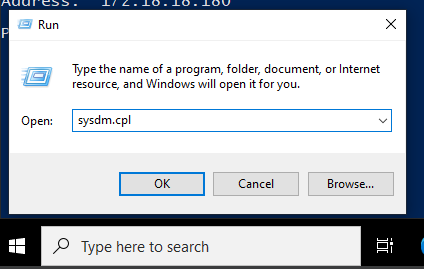 Address: 172.18.18.180
Run
Type the name of a program, folder, document, or Internet
resource, and Windows will open it for you.
Open: sysdm.cpl
OK Cancel Browse...
Type here to search